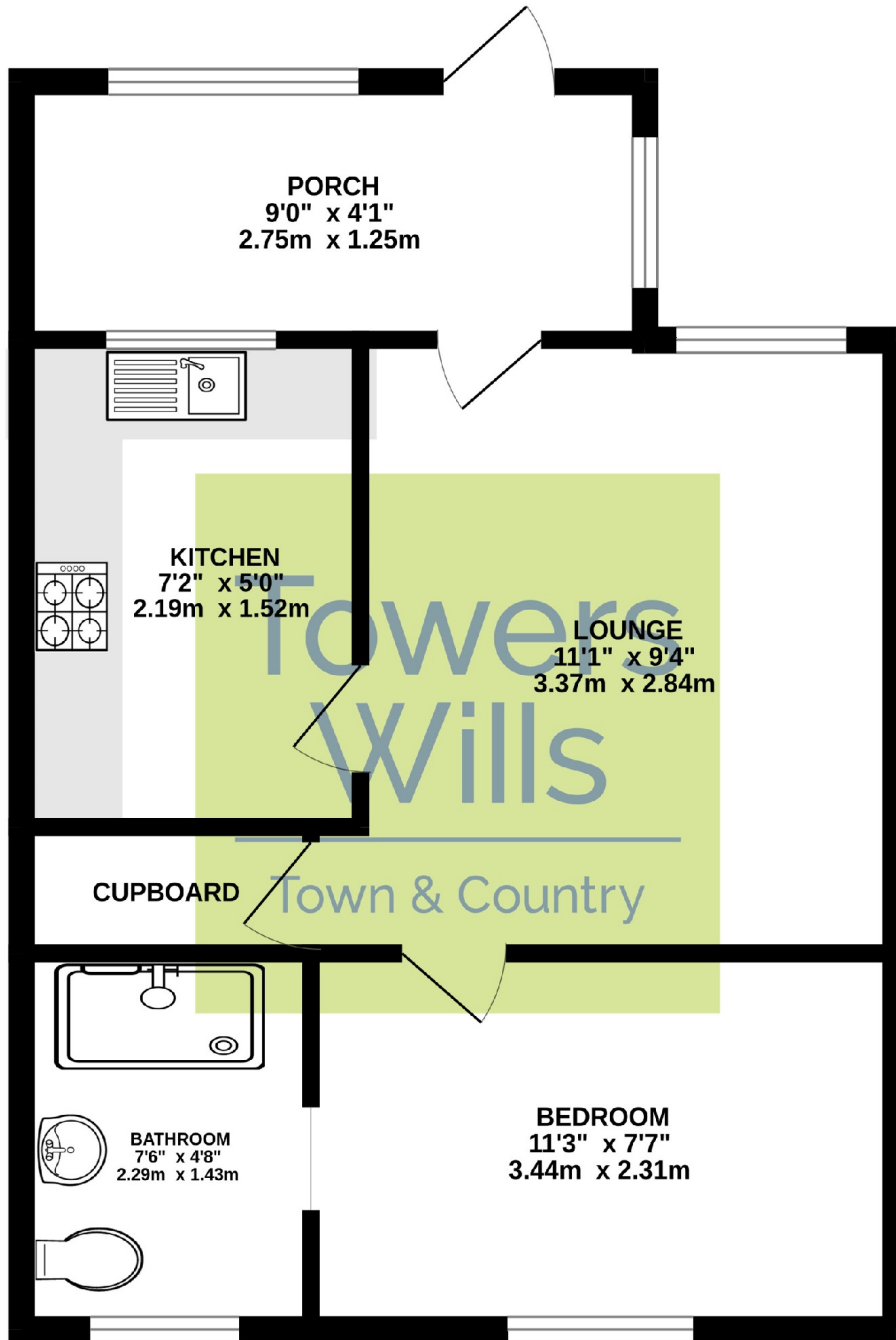 PORCH
9'0" x 4'1"
2.75m x 1.25m
KITCHEN
7'2" x 5'0"
2.19m x 1.52m
LOUNGE
11'1" x 9'4"
3.37m x 2.84m
Towers
Wills
Town & Country
CUPBOARD
BATHROOM
7'6" x 4'8"
2.29m x 1.43m
BEDROOM
11'3" x 7'7"
3.44m x 2.31m